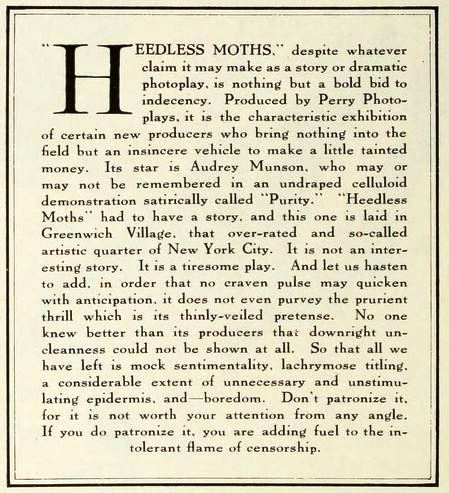 "HEEDLESS MOTHS," despite whatever
claim it may make as a story or dramatic
photoplay, is nothing but a bold bid to
indecency. Produced by Perry Photo-
plays, it is the characteristic exhibition
of certain new producers who bring nothing into the
field but an insincere vehicle to make a little tainted
money. Its star is Audrey Munson, who may or
may not be remembered in an undraped celluloid
demonstration satirically called "Purity." "Heedless
Moths" had to have a story, and this one is laid in
Greenwich Village, that over-rated and so-called
artistic quarter of New York City. It is not an inter-
esting story. It is a tiresome play. And let us hasten
to add, in order that no craven pulse may quicken
with anticipation, it does not even purvey the prurient
thrill which is its thinly-veiled pretense. No one
knew better than its producers that downright un-
cleanness could not be shown at all. So that all we
have left is mock sentimentality, lachrymose titling,
a considerable extent of unnecessary and unstimu-
lating epidermis, and—boredom. Don't patronize it,
for it is not worth your attention from any angle.
If you do patronize it, you are adding fuel to the in-
tolerant flame of censorship.